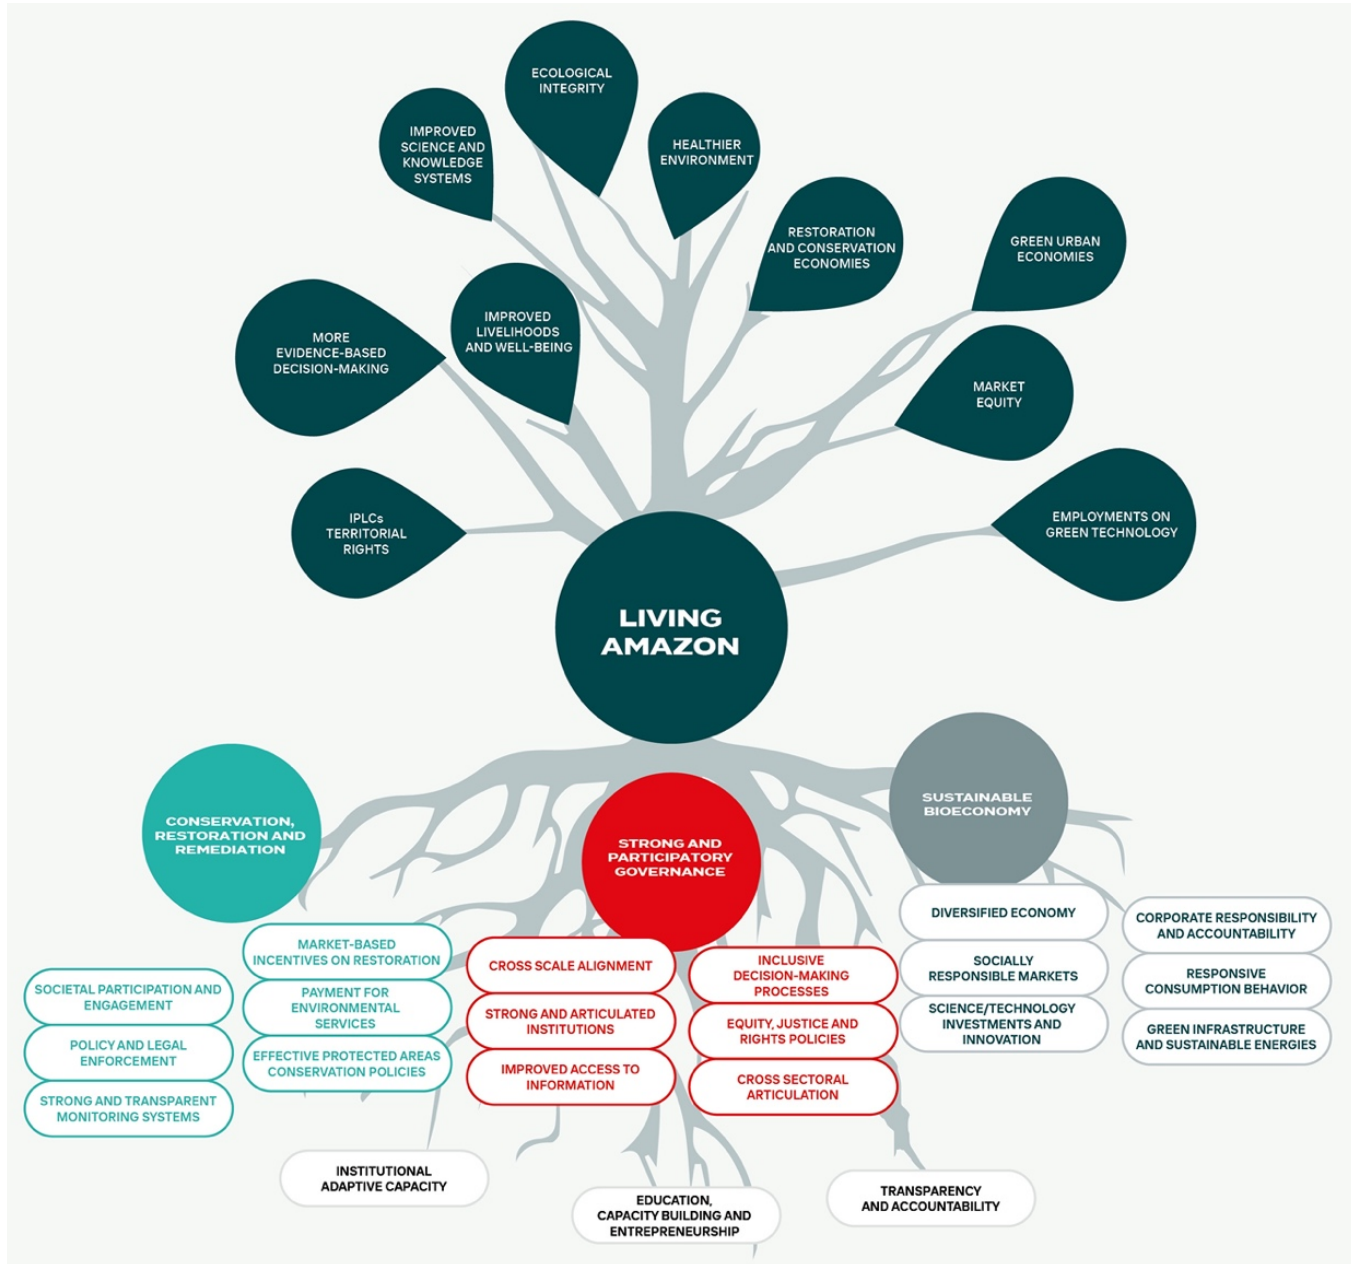 ECOLOGICAL
INTEGRITY
IMPROVED
SCIENCE AND
KNOWLEDGE
SYSTEMS
HEALTHIER
ENVIRONMENT
RESTORATION
AND CONSERVATION
ECONOMIES
GREEN URBAN
ECONOMIES
MORE
EVIDENCE-BASED
DECISION-MAKING
IMPROVED
LIVELIHOODS
AND WELL-BEING
MARKET
EQUITY
IPLCs
TERRITORIAL
RIGHTS
EMPLOYMENTS ON
GREEN TECHNOLOGY
LIVING
AMAZON
CONSERVATION,
RESTORATION AND
REMEDIATION
STRONG AND
PARTICIPATORY
GOVERNANCE
SUSTAINABLE
BIOECONOMY
SOCIETAL PARTICIPATION AND
ENGAGEMENT
POLICY AND LEGAL
ENFORCEMENT
STRONG AND TRANSPARENT
MONITORING SYSTEMS
MARKET-BASED
INCENTIVES ON RESTORATION
PAYMENT FOR
ENVIRONMENTAL
SERVICES
EFFECTIVE PROTECTED AREAS
CONSERVATION POLICIES
CROSS SCALE ALIGNMENT
STRONG AND ARTICULATED
INSTITUTIONS
IMPROVED ACCESS TO
INFORMATION
INCLUSIVE
DECISION-MAKING
PROCESSES
EQUITY, JUSTICE AND
RIGHTS POLICIES
CROSS SECTORAL
ARTICULATION
DIVERSIFIED ECONOMY
SOCIALLY
RESPONSIBLE MARKETS
SCIENCE/TECHNOLOGY
INVESTMENTS AND
INNOVATION
CORPORATE RESPONSIBILITY
AND ACCOUNTABILITY
RESPONSIVE
CONSUMPTION BEHAVIOR
GREEN INFRASTRUCTURE
AND SUSTAINABLE ENERGIES
INSTITUTIONAL
ADAPTIVE CAPACITY
EDUCATION,
CAPACITY BUILDING AND
ENTREPRENEURSHIP
TRANSPARENCY
AND ACCOUNTABILITY